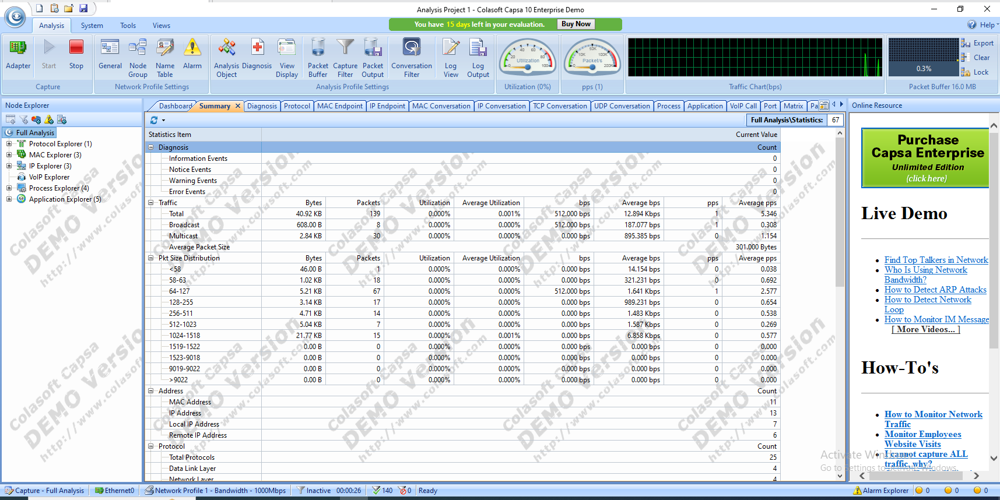 Analysis Project 1 - Colasoft Capsa 10 Enterprise Demo
Analysis System Tools Views
You have 15 days left in your evaluation. Buy Now
Help
Adapter Start Stop
Capture
General Node Group Name Table Alarm
Network Profile Settings
Analysis Object Diagnosis View Display Packet Buffer Capture Filter Packet Output Conversation Filter Log View Log Output
Analysis Profile Settings
20 40 60 80 100
Utilization
Utilization (0%)
0 10K 50K 100K 200K
Packet/s
pps (1)
Traffic Chart(bps)
0.3%
Export
Clear
Lock
Packet Buffer 16.0 MB
Node Explorer
Full Analysis
Protocol Explorer (1)
MAC Explorer (3)
IP Explorer (3)
VoIP Explorer
Process Explorer (4)
Application Explorer (5)
Dashboard Summary Diagnosis Protocol MAC Endpoint IP Endpoint MAC Conversation IP Conversation TCP Conversation UDP Conversation Process Application VoIP Call Port Matrix Pa
Full Analysis\Statistics: 67
Statistics Item Current Value
Diagnosis Count
Information Events 0
Notice Events 0
Warning Events 0
Error Events 0
Traffic Bytes Packets Utilization Average Utilization bps Average bps pps Average pps
Total 40.92 KB 139 0.000% 0.001% 512.000 bps 12.894 Kbps 1 5.346
Broadcast 608.00 B 8 0.000% 0.000% 512.000 bps 187.077 bps 1 0.308
Multicast 2.84 KB 30 0.000% 0.000% 0.000 bps 895.385 bps 0 1.154
Average Packet Size 301.000 Bytes
Pkt Size Distribution Bytes Packets Utilization Average Utilization bps Average bps pps Average pps
<58 46.00 B 1 0.000% 0.000% 0.000 bps 14.154 bps 0 0.038
58-63 1.02 KB 18 0.000% 0.000% 0.000 bps 321.231 bps 0 0.692
64-127 5.21 KB 67 0.000% 0.000% 512.000 bps 1.641 Kbps 1 2.577
128-255 3.14 KB 17 0.000% 0.000% 0.000 bps 989.231 bps 0 0.654
256-511 4.71 KB 14 0.000% 0.000% 0.000 bps 1.483 Kbps 0 0.538
512-1023 5.04 KB 7 0.000% 0.000% 0.000 bps 1.587 Kbps 0 0.269
1024-1518 21.77 KB 15 0.000% 0.001% 0.000 bps 6.858 Kbps 0 0.577
1519-1522 0.00 B 0 0.000% 0.000% 0.000 bps 0.000 bps 0 0.000
1523-9018 0.00 B 0 0.000% 0.000% 0.000 bps 0.000 bps 0 0.000
9019-9022 0.00 B 0 0.000% 0.000% 0.000 bps 0.000 bps 0 0.000
>9022 0.00 B 0 0.000% 0.000% 0.000 bps 0.000 bps 0 0.000
Address Count
MAC Address 11
IP Address 13
Local IP Address 7
Remote IP Address 6
Protocol Count
Total Protocols 25
Data Link Layer 4
Network Layer 4
Colasoft Capsa
DEMO Version
http://www.colasoft.com
Online Resource
Purchase
Capsa Enterprise
Unlimited Edition
(click here)
Live Demo
Find Top Talkers in Network
Who Is Using Network
Bandwidth?
How to Detect ARP Attacks
How to Detect Network
Loop
How to Monitor IM Message
[ More Videos... ]
How-To's
How to Monitor Network
Traffic
Monitor Employees
Website Visits
I cannot capture ALL
traffic, why?
Activate Windows
Go to Settings to activate Windows.
Capture - Full Analysis Ethernet0 Network Profile 1 - Bandwidth - 1000Mbps Inactive 00:00:26 140 0 Ready Alarm Explorer 0 0 0